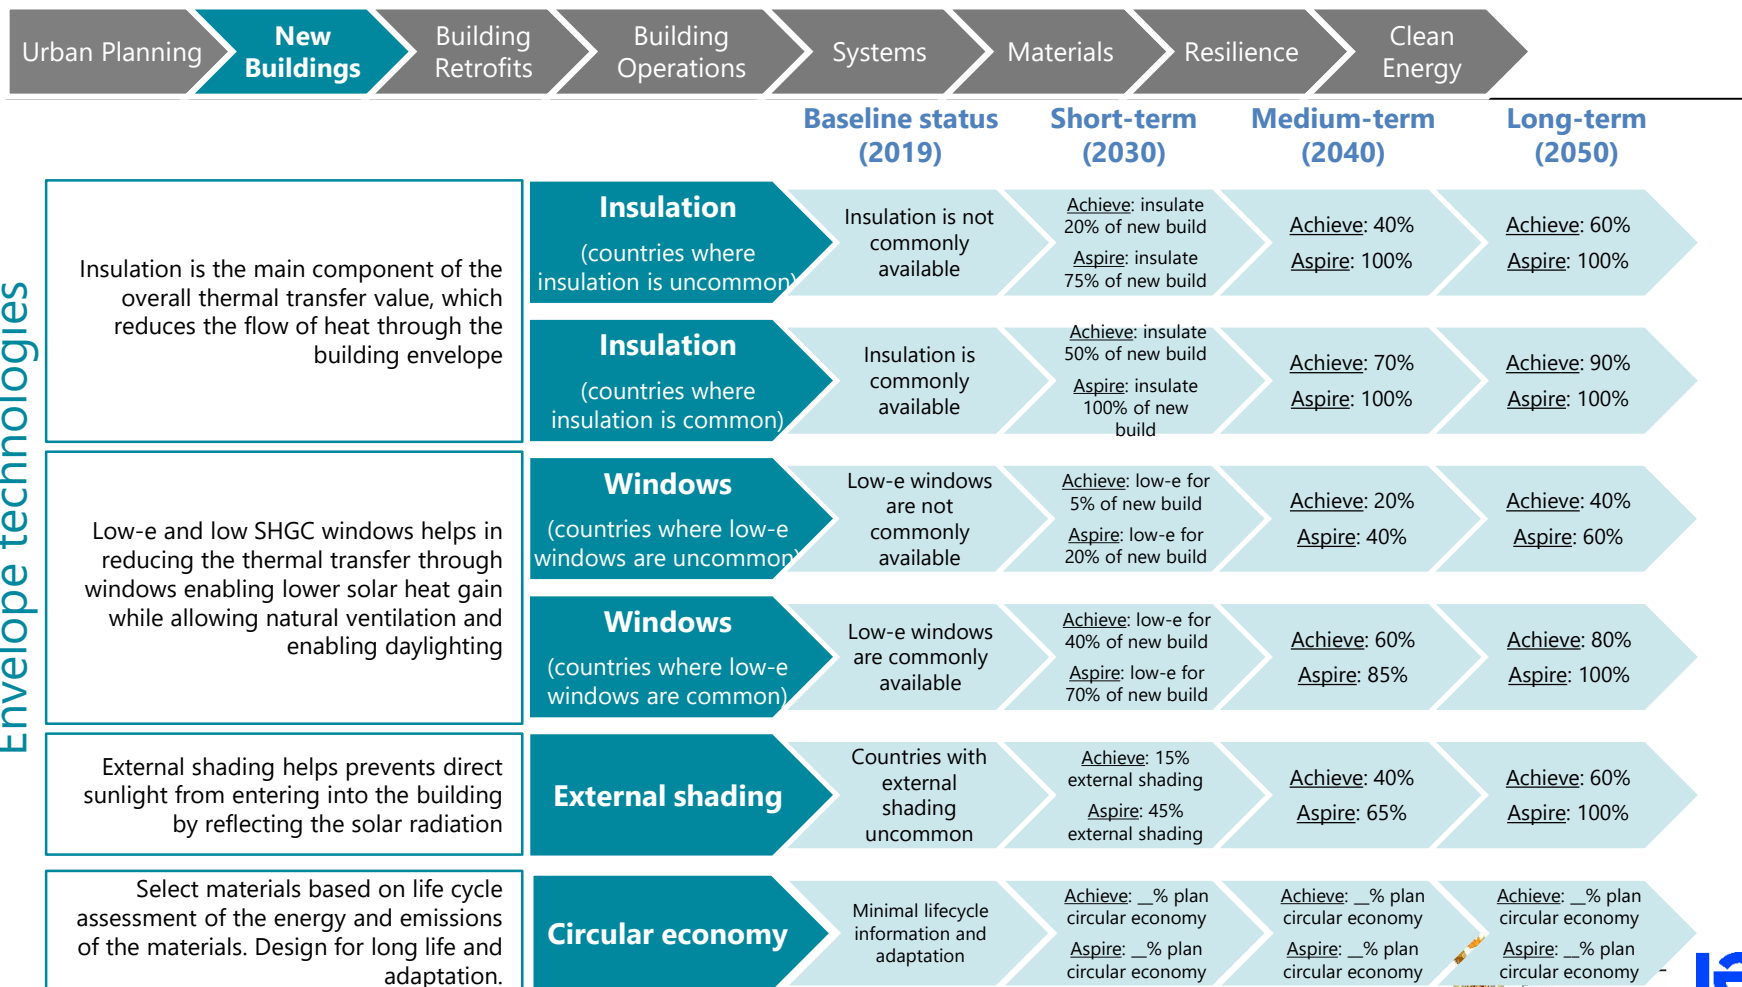 Urban Planning
New
Buildings
Building
Retrofits
Building
Operations
Systems
Materials
Resilience
Clean
Energy
Baseline status
(2019)
Short-term
(2030)
Medium-term
(2040)
Long-term
(2050)
Envelope technologies
Insulation is the main component of the
overall thermal transfer value, which
reduces the flow of heat through the
building envelope
Insulation
(countries where
insulation is uncommon)
Insulation is not
commonly
available
Achieve: insulate
20% of new build
Aspire: insulate
75% of new build
Achieve: 40%
Aspire: 100%
Achieve: 60%
Aspire: 100%
Insulation
(countries where
insulation is common)
Insulation is
commonly
available
Achieve: insulate
50% of new build
Aspire: insulate
100% of new
build
Achieve: 70%
Aspire: 100%
Achieve: 90%
Aspire: 100%
Low-e and low SHGC windows helps in
reducing the thermal transfer through
windows enabling lower solar heat gain
while allowing natural ventilation and
enabling daylighting
Windows
(countries where low-e
windows are uncommon)
Low-e windows
are not
commonly
available
Achieve: low-e for
5% of new build
Aspire: low-e for
20% of new build
Achieve: 20%
Aspire: 40%
Achieve: 40%
Aspire: 60%
Windows
(countries where low-e
windows are common)
Low-e windows
are commonly
available
Achieve: low-e for
40% of new build
Aspire: low-e for
70% of new build
Achieve: 60%
Aspire: 85%
Achieve: 80%
Aspire: 100%
External shading helps prevents direct
sunlight from entering into the building
by reflecting the solar radiation
External shading
Countries with
external
shading
uncommon
Achieve: 15%
external shading
Aspire: 45%
external shading
Achieve: 40%
Aspire: 65%
Achieve: 60%
Aspire: 100%
Select materials based on life cycle
assessment of the energy and emissions
of the materials. Design for long life and
adaptation.
Circular economy
Minimal lifecycle
information and
adaptation
Achieve: __% plan
circular economy
Aspire: __% plan
circular economy
Achieve: __% plan
circular economy
Aspire: __% plan
circular economy
Achieve: __% plan
circular economy
Aspire: __% plan
circular economy